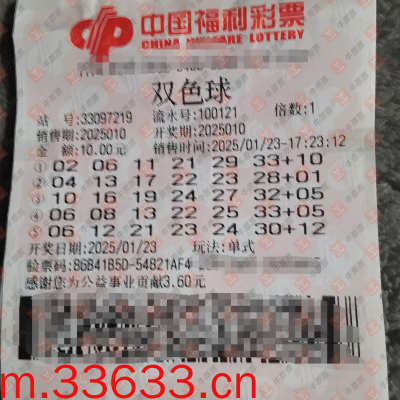 中国福利彩票
CHINA WELFARE LOTTERY
双色球
站 号:33097219 流水号:100121 倍数:1
销售期:2025010 开奖期:2025010
金 额:10.00元 销售时间:2025/01/23-17:23:12
① 02 06 11 21 29 33+10
② 04 13 17 22 23 28+01
③ 10 16 19 24 27 32+05
④ 06 08 13 22 25 33+05
⑤ 06 12 21 23 24 30+12
开奖日期:2025/01/23 玩法:单式
验票码:86B41B5D-54821AF4
感谢您为公益事业贡献3.60元
m.33633.cn